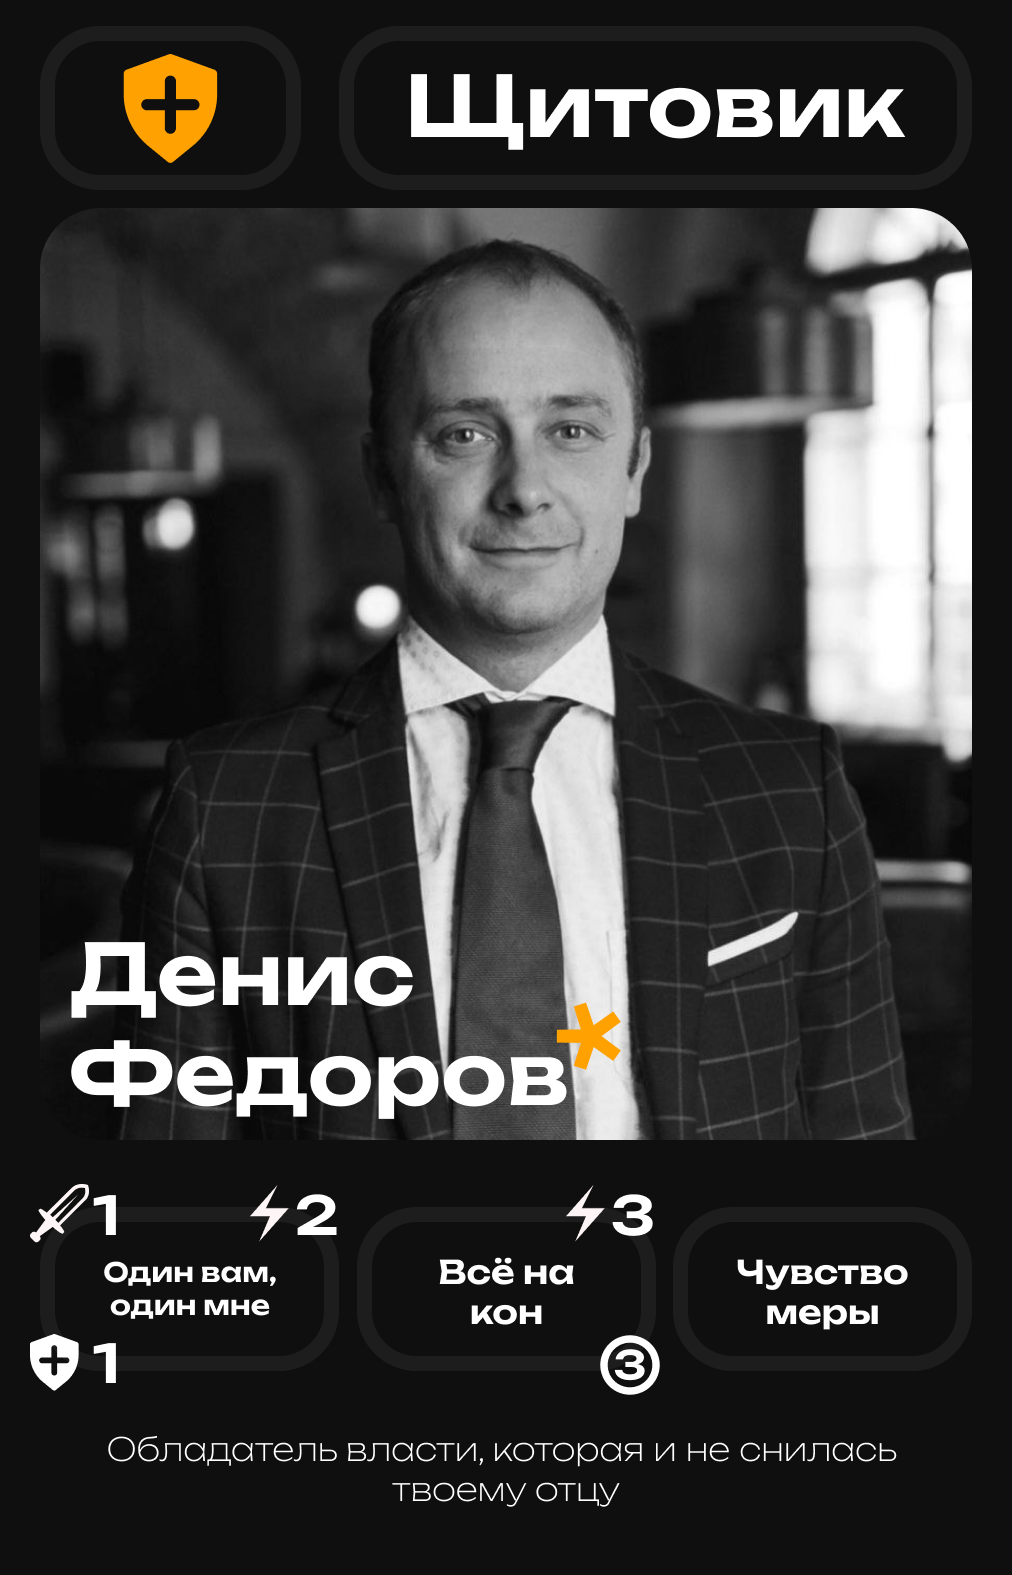 Щитовик
Денис
Федоров*
1
2
3
Один вам,
один мне
Всё на
кон
Чувство
меры
1
3
Обладатель власти, которая и не снилась
твоему отцу